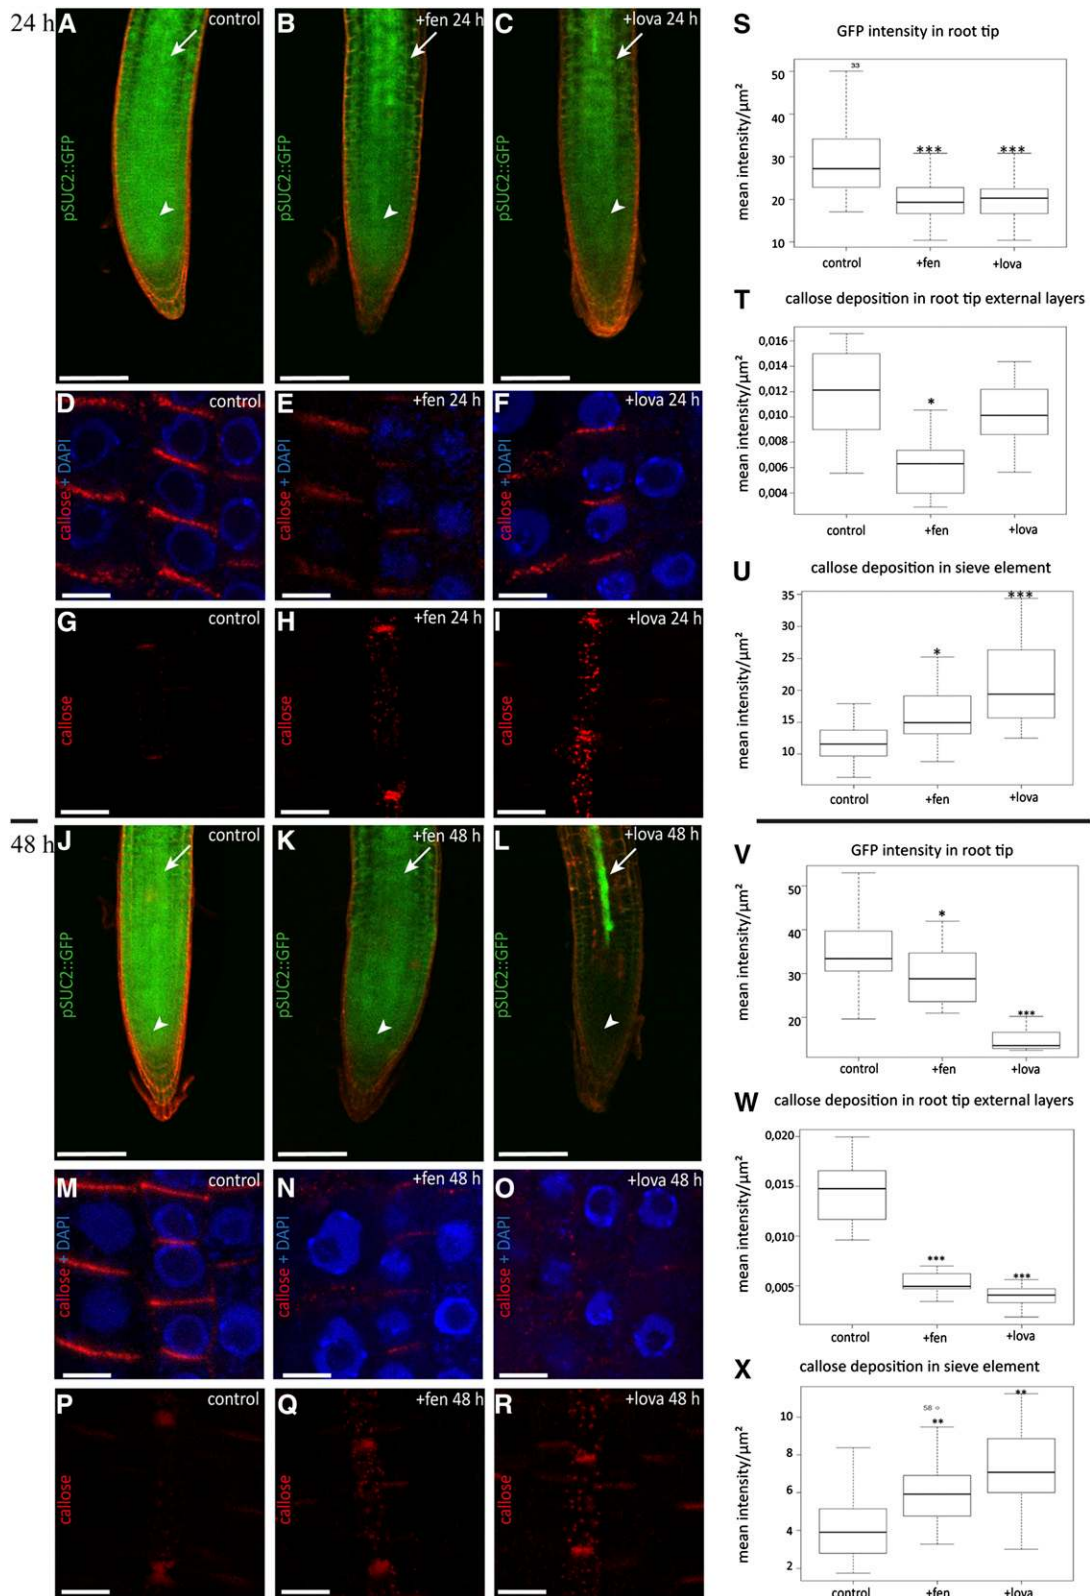 24 h
A
control
pSUC2::GFP
B
+fen 24 h
pSUC2::GFP
C
+lova 24 h
pSUC2::GFP
D
control
callose + DAPI
E
+fen 24 h
callose + DAPI
F
+lova 24 h
callose + DAPI
G
control
callose
H
+fen 24 h
callose
I
+lova 24 h
callose
48 h
J
control
pSUC2::GFP
K
+fen 48 h
pSUC2::GFP
L
+lova 48 h
pSUC2::GFP
M
control
callose + DAPI
N
+fen 48 h
callose + DAPI
O
+lova 48 h
callose + DAPI
P
control
callose
Q
+fen 48 h
callose
R
+lova 48 h
callose
S
GFP intensity in root tip
mean intensity/µm²
50
40
30
20
10
33
***
***
control
+fen
+lova
T
callose deposition in root tip external layers
mean intensity/µm²
0,016
0,014
0,012
0,010
0,008
0,006
0,004
*
control
+fen
+lova
U
callose deposition in sieve element
mean intensity/µm²
35
30
25
20
15
10
*
***
control
+fen
+lova
V
GFP intensity in root tip
mean intensity/µm²
50
40
30
20
*
***
control
+fen
+lova
W
callose deposition in root tip external layers
mean intensity/µm²
0,020
0,015
0,010
0,005
***
***
control
+fen
+lova
X
callose deposition in sieve element
mean intensity/µm²
10
8
6
4
2
**
**
control
+fen
+lova